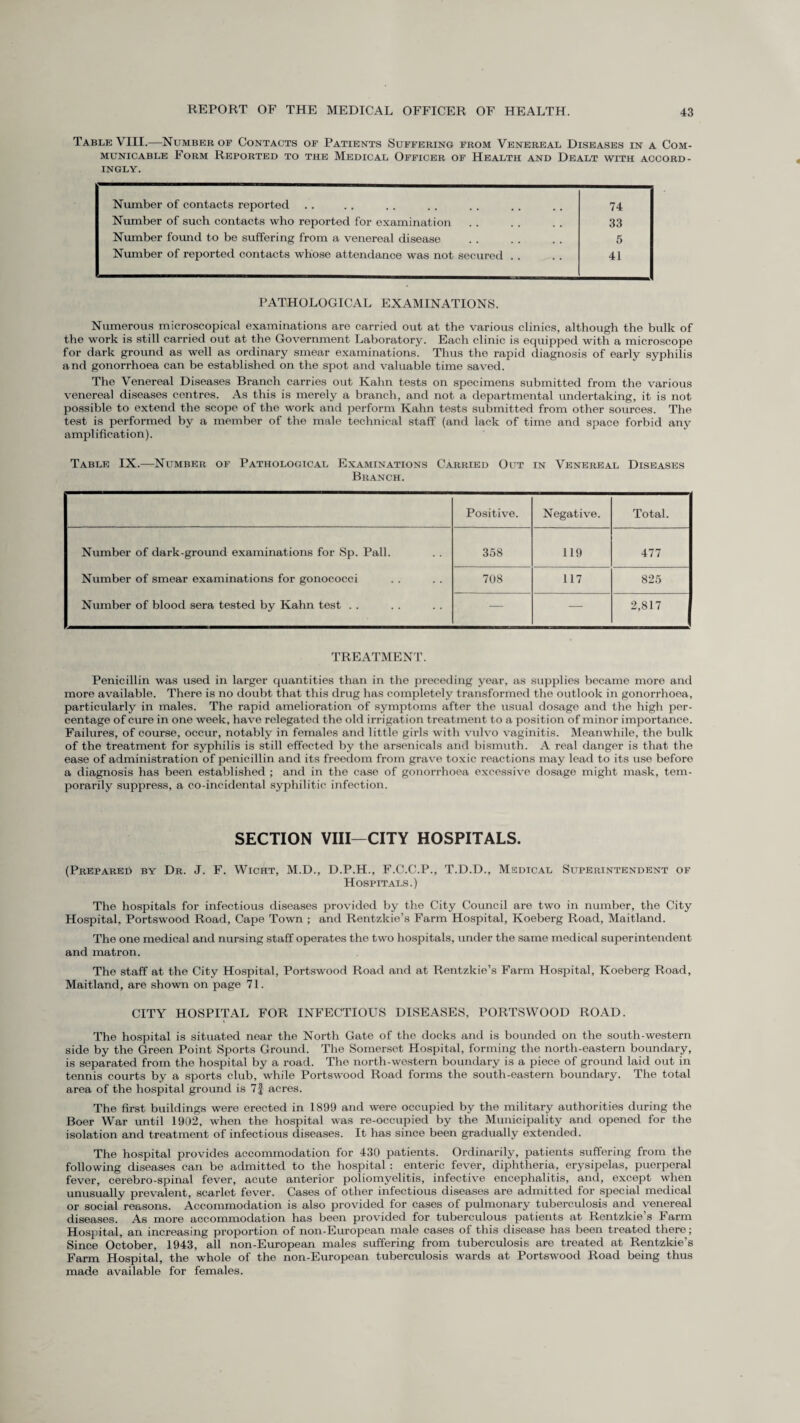 REPORT OF THE MEDICAL OFFICER OF HEALTH. 43
Table VIII.—Number of Contacts of Patients Suffering from Venereal Diseases in a Com-
municable Form Reported to the Medical Officer of Health and Dealt with accord-
ingly.
Number of contacts reported . . . . . . . . . . . . . . 74
Number of such contacts who reported for examination . . . . . . 33
Number found to be suffering from a venereal disease . . . . . . 5
Number of reported contacts whose attendance was not secured . . . . 41
PATHOLOGICAL EXAMINATIONS.
Numerous microscopical examinations are carried out at the various clinics, although the bulk of
the work is still carried out at the Government Laboratory. Each clinic is equipped with a microscope
for dark ground as well as ordinary smear examinations. Thus the rapid diagnosis of early syphilis
and gonorrhoea can be established on the spot and valuable time saved.
The Venereal Diseases Branch carries out Kahn tests on specimens submitted from the various
venereal diseases centres. As this is merely a branch, and not a departmental undertaking, it is not
possible to extend the scope of the work and perform Kahn tests submitted from other sources. The
test is performed by a member of the male technical staff (and lack of time and space forbid any
amplification).
Table IX.—Number of Pathological Examinations Carried Out in Venereal Diseases
Branch.
Positive. Negative. Total.
Number of dark-ground examinations for Sp. Pall. . . 358 119 477
Number of smear examinations for gonococci . . . . 708 117 825
Number of blood sera tested by Kahn test . . . . . . — — 2,817
TREATMENT.
Penicillin was used in larger quantities than in the preceding year, as supplies became more and
more available. There is no doubt that this drug has completely transformed the outlook in gonorrhoea,
particularly in males. The rapid amelioration of symptoms after the usual dosage and the high per-
centage of cure in one week, have relegated the old irrigation treatment to a position of minor importance.
Failures, of course, occur, notably in females and little girls with vulvo vaginitis. Meanwhile, the bulk
of the treatment for syphilis is still effected by the arsenicals and bismuth. A real danger is that the
ease of administration of penicillin and its freedom from grave toxic reactions may lead to its use before
a diagnosis has been established ; and in the case of gonorrhoea excessive dosage might mask, tem-
porarily suppress, a co-incidental syphilitic infection.
SECTION VIII—CITY HOSPITALS.
(Prepared by Dr. J. F. Wicht, M.D., D.P.H., F.C.C.P., T.D.D., Medical Superintendent of
Hospitals.)
The hospitals for infectious diseases provided by the City Council are two in number, the City
Hospital, Portswood Road, Cape Town ; and Rentzkie's Farm Hospital, Koeberg Road, Maitland.
The one medical and nursing staff operates the two hospitals, under the same medical superintendent
and matron.
The staff at the City Hospital, Portswood Road and at Rentzkie's Farm Hospital, Koeberg Road,
Maitland, are shown on page 71.
CITY HOSPITAL FOR INFECTIOUS DISEASES, PORTSWOOD ROAD.
The hospital is situated near the North Gate of the docks and is bounded on the south-western
side by the Green Point Sports Ground. The Somerset Hospital, forming the north-eastern boundary,
is separated from the hospital by a road. The north-western boundary is a piece of ground laid out in
tennis courts by a sports club, while Portswood Road forms the south-eastern boundary. The total
area of the hospital ground is 7¾ acres.
The first buildings were erected in 1899 and were occupied by the military authorities during the
Boer War until 1902, when the hospital was re-occupied by the Municipality and opened for the
isolation and treatment of infectious diseases. It has since been gradually extended.
The hospital provides accommodation for 430 patients. Ordinarily, patients suffering from the
following diseases can be admitted to the hospital : enteric fever, diphtheria, erysipelas, puerperal
fever, cerebro-spinal fever, acute anterior poliomyelitis, infective encephalitis, and, except when
unusually prevalent, scarlet fever. Cases of other infectious diseases are admitted for special medical
or social reasons. Accommodation is also provided for cases of pulmonary tuberculosis and venereal
diseases. As more accommodation has been provided for tuberculous patients at Rentzkie's Farm
Hospital, an increasing proportion of non-European male cases of this disease has been treated there;
Since October, 1943, all non-European males suffering from tuberculosis are treated at Rentzkie's
Farm Hospital, the whole of the non-European tuberculosis wards at Portswood Road being thus
made available for females.